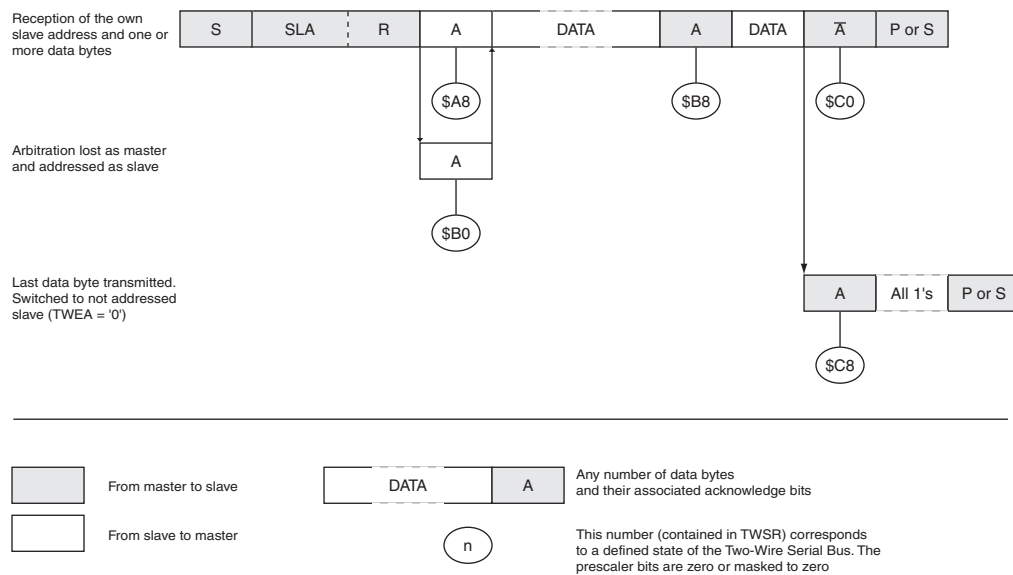 Reception of the own
slave address and one or
more data bytes
S SLA R A DATA A DATA A̅ P or S
$A8 $B8 $C0
Arbitration lost as master
and addressed as slave
A
$B0
Last data byte transmitted.
Switched to not addressed
slave (TWEA = '0')
A All 1's P or S
$C8
From master to slave
DATA A
Any number of data bytes
and their associated acknowledge bits
From slave to master
n
This number (contained in TWSR) corresponds
to a defined state of the Two-Wire Serial Bus. The
prescaler bits are zero or masked to zero